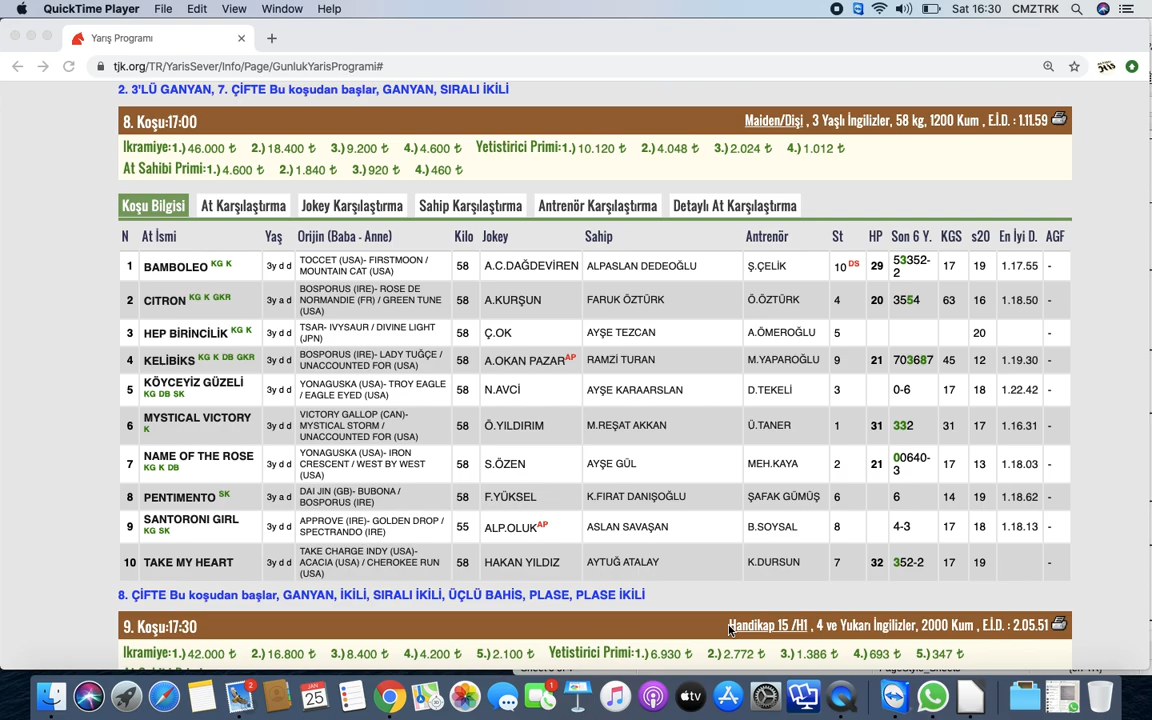 QuickTime Player File Edit View Window Help Sat 16:30 CMZTRK
Yarış Programı
tjk.org/TR/YarisSever/Info/Page/GunlukYarisProgrami#
2. 3'LÜ GANYAN, 7. ÇİFTE Bu koşudan başlar, GANYAN, SIRALI İKİLİ
8. Koşu:17:00 Maiden/Dişi , 3 Yaşlı İngilizler, 58 kg, 1200 Kum , E.İ.D. : 1.11.59
Ikramiye:1.) 46.000 ₺ 2.) 18.400 ₺ 3.) 9.200 ₺ 4.) 4.600 ₺ Yetistirici Primi:1.) 10.120 ₺ 2.) 4.048 ₺ 3.) 2.024 ₺ 4.) 1.012 ₺
At Sahibi Primi:1.) 4.600 ₺ 2.) 1.840 ₺ 3.) 920 ₺ 4.) 460 ₺
Koşu Bilgisi At Karşılaştırma Jokey Karşılaştırma Sahip Karşılaştırma Antrenör Karşılaştırma Detaylı At Karşılaştırma
N At İsmi Yaş Orijin (Baba - Anne) Kilo Jokey Sahip Antrenör St HP Son 6 Y. KGS s20 En İyi D. AGF
1 BAMBOLEO KG K 3y d d TOCCET (USA)- FIRSTMOON / MOUNTAIN CAT (USA) 58 A.C.DAĞDEVİREN ALPASLAN DEDEOĞLU Ş.ÇELİK 10 DS 29 53352-2 17 19 1.17.55 -
2 CITRON KG K GKR 3y a d BOSPORUS (IRE)- ROSE DE NORMANDIE (FR) / GREEN TUNE (USA) 58 A.KURŞUN FARUK ÖZTÜRK Ö.ÖZTÜRK 4 20 3554 63 16 1.18.50 -
3 HEP BİRİNCİLİK KG K 3y d d TSAR- IVYSAUR / DIVINE LIGHT (JPN) 58 Ç.OK AYŞE TEZCAN A.ÖMEROĞLU 5 20 -
4 KELİBİKS KG K DB GKR 3y d d BOSPORUS (IRE)- LADY TUĞÇE / UNACCOUNTED FOR (USA) 58 A.OKAN PAZAR AP RAMZİ TURAN M.YAPAROĞLU 9 21 703687 45 12 1.19.30 -
5 KÖYCEYİZ GÜZELİ KG DB SK 3y d d YONAGUSKA (USA)- TROY EAGLE / EAGLE EYED (USA) 58 N.AVCİ AYŞE KARAARSLAN D.TEKELİ 3 0-6 17 18 1.22.42 -
6 MYSTICAL VICTORY K 3y d d VICTORY GALLOP (CAN)- MYSTICAL STORM / UNACCOUNTED FOR (USA) 58 Ö.YILDIRIM M.REŞAT AKKAN Ü.TANER 1 31 332 31 17 1.16.31 -
7 NAME OF THE ROSE KG K DB 3y d d YONAGUSKA (USA)- IRON CRESCENT / WEST BY WEST (USA) 58 S.ÖZEN AYŞE GÜL MEH.KAYA 2 21 00640-3 17 13 1.18.03 -
8 PENTIMENTO SK 3y a d DAI JIN (GB)- BUBONA / BOSPORUS (IRE) 58 F.YÜKSEL K.FIRAT DANIŞOĞLU ŞAFAK GÜMÜŞ 6 6 14 19 1.18.62 -
9 SANTORONI GIRL KG SK 3y d d APPROVE (IRE)- GOLDEN DROP / SPECTRANDO (IRE) 55 ALP.OLUK AP ASLAN SAVAŞAN B.SOYSAL 8 4-3 17 18 1.18.13 -
10 TAKE MY HEART 3y d d TAKE CHARGE INDY (USA)- ACACIA (USA) / CHEROKEE RUN (USA) 58 HAKAN YILDIZ AYTUĞ ATALAY K.DURSUN 7 32 352-2 17 19 -
8. ÇİFTE Bu koşudan başlar, GANYAN, İKİLİ, SIRALI İKİLİ, ÜÇLÜ BAHİS, PLASE, PLASE İKİLİ
9. Koşu:17:30 Handikap 15 /H1 , 4 ve Yukarı İngilizler, 2000 Kum , E.İ.D. : 2.05.51
Ikramiye:1.) 42.000 ₺ 2.) 16.800 ₺ 3.) 8.400 ₺ 4.) 4.200 ₺ 5.) 2.100 ₺ Yetistirici Primi:1.) 6.930 ₺ 2.) 2.772 ₺ 3.) 1.386 ₺ 4.) 693 ₺ 5.) 347 ₺
JAN 25
2
1
tv